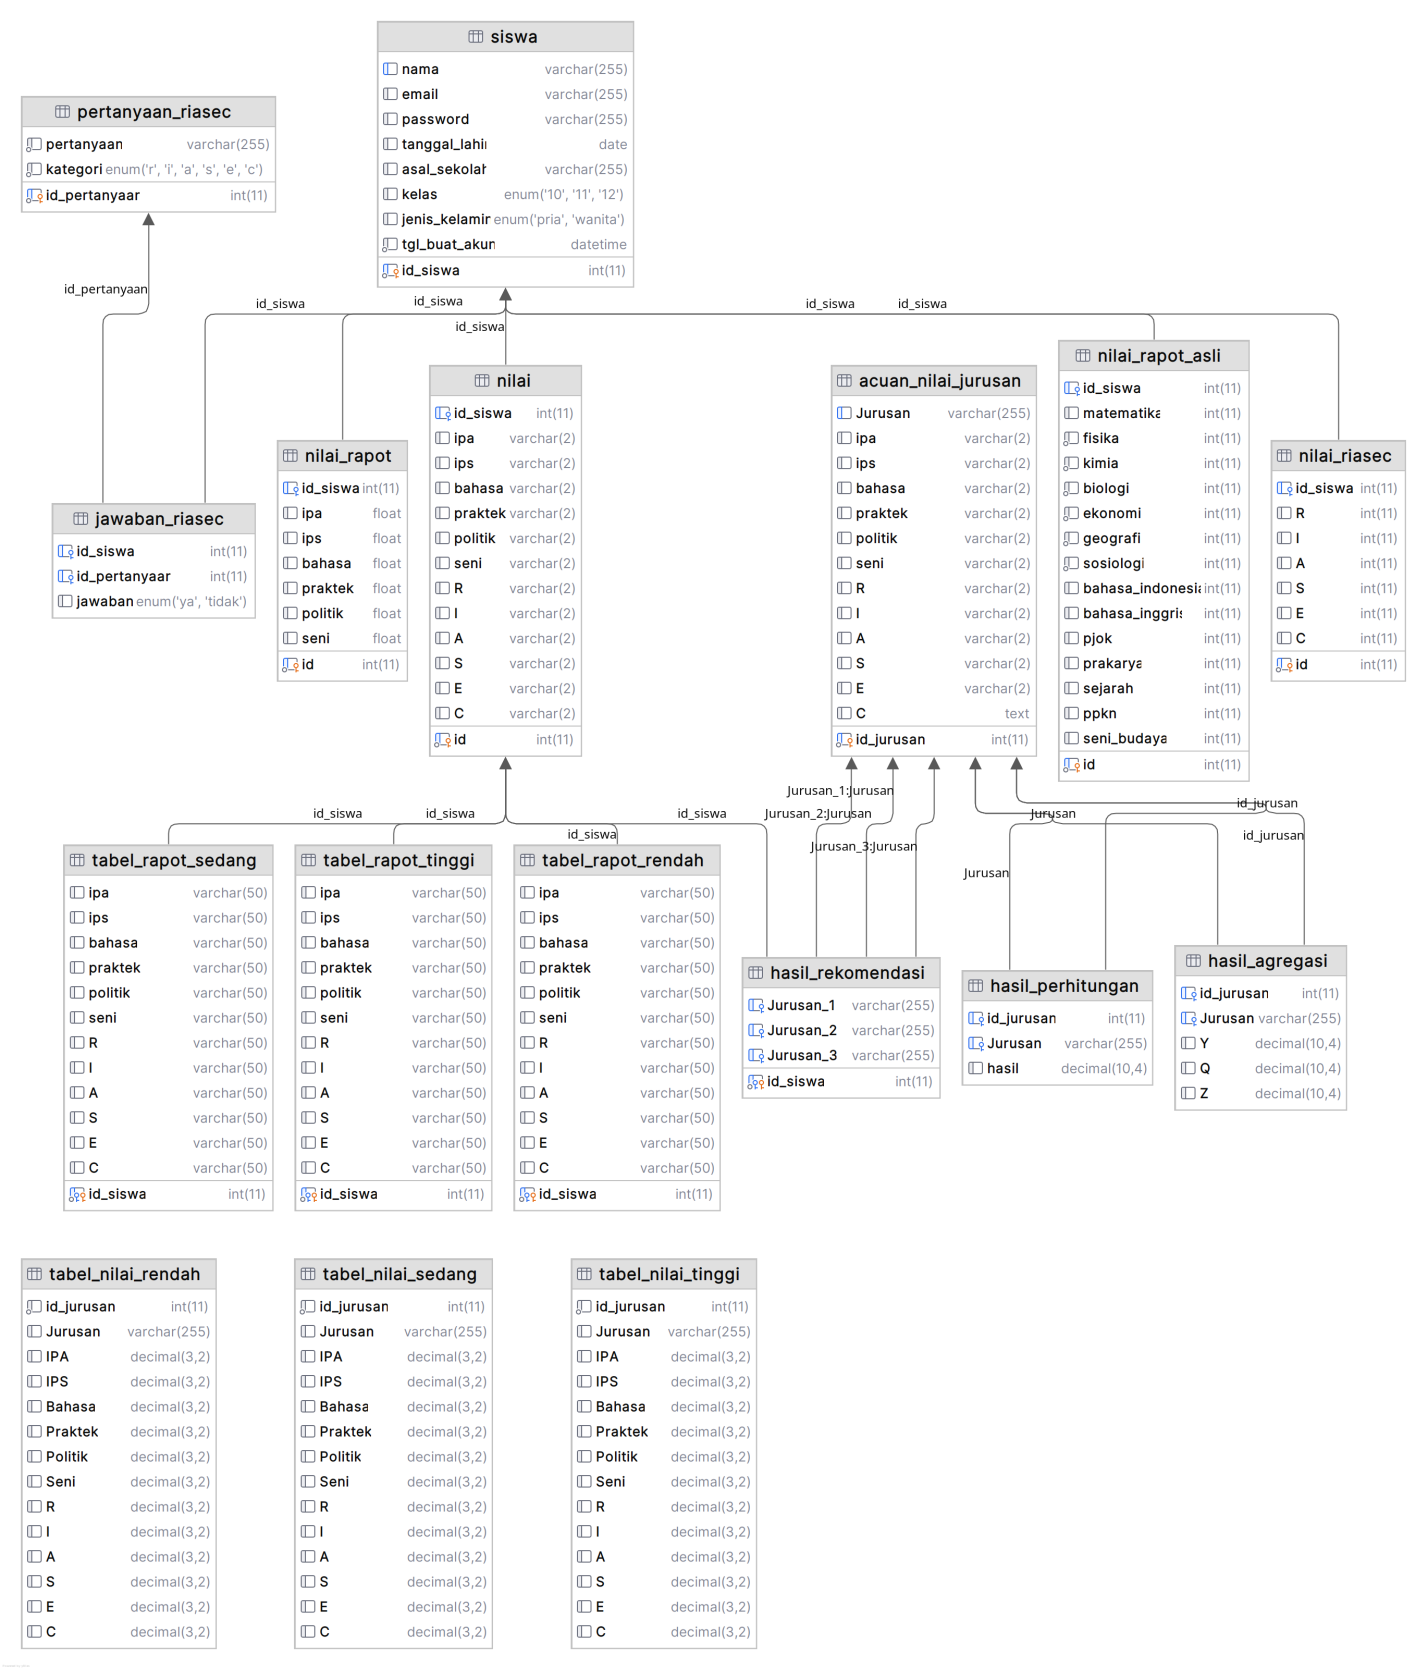 siswa
nama varchar(255)
email varchar(255)
password varchar(255)
tanggal_lahi date
asal_sekolah varchar(255)
kelas enum('10', '11', '12')
jenis_kelamin enum('pria', 'wanita')
tgl_buat_akun datetime
id_siswa int(11)
pertanyaan_riasec
pertanyaan varchar(255)
kategori enum('r', 'i', 'a', 's', 'e', 'c')
id_pertanyaar int(11)
id_pertanyaan
id_siswa
id_siswa
id_siswa
id_siswa
id_siswa
jawaban_riasec
id_siswa int(11)
id_pertanyaar int(11)
jawaban enum('ya', 'tidak')
nilai_rapot
id_siswa int(11)
ipa float
ips float
bahasa float
praktek float
politik float
seni float
id int(11)
nilai
id_siswa int(11)
ipa varchar(2)
ips varchar(2)
bahasa varchar(2)
praktek varchar(2)
politik varchar(2)
seni varchar(2)
R varchar(2)
I varchar(2)
A varchar(2)
S varchar(2)
E varchar(2)
C varchar(2)
id int(11)
acuan_nilai_jurusan
Jurusan varchar(255)
ipa varchar(2)
ips varchar(2)
bahasa varchar(2)
praktek varchar(2)
politik varchar(2)
seni varchar(2)
R varchar(2)
I varchar(2)
A varchar(2)
S varchar(2)
E varchar(2)
C text
id_jurusan int(11)
nilai_rapot_asli
id_siswa int(11)
matematika int(11)
fisika int(11)
kimia int(11)
biologi int(11)
ekonomi int(11)
geografi int(11)
sosiologi int(11)
bahasa_indonesia int(11)
bahasa_inggris int(11)
pjok int(11)
prakarya int(11)
sejarah int(11)
ppkn int(11)
seni_budaya int(11)
id int(11)
nilai_riasec
id_siswa int(11)
R int(11)
I int(11)
A int(11)
S int(11)
E int(11)
C int(11)
id int(11)
id_siswa
id_siswa
id_siswa
id_siswa
Jurusan_1:Jurusan
Jurusan_2:Jurusan
Jurusan_3:Jurusan
Jurusan
Jurusan
id_jurusan
id_jurusan
tabel_rapot_sedang
ipa varchar(50)
ips varchar(50)
bahasa varchar(50)
praktek varchar(50)
politik varchar(50)
seni varchar(50)
R varchar(50)
I varchar(50)
A varchar(50)
S varchar(50)
E varchar(50)
C varchar(50)
id_siswa int(11)
tabel_rapot_tinggi
ipa varchar(50)
ips varchar(50)
bahasa varchar(50)
praktek varchar(50)
politik varchar(50)
seni varchar(50)
R varchar(50)
I varchar(50)
A varchar(50)
S varchar(50)
E varchar(50)
C varchar(50)
id_siswa int(11)
tabel_rapot_rendah
ipa varchar(50)
ips varchar(50)
bahasa varchar(50)
praktek varchar(50)
politik varchar(50)
seni varchar(50)
R varchar(50)
I varchar(50)
A varchar(50)
S varchar(50)
E varchar(50)
C varchar(50)
id_siswa int(11)
hasil_rekomendasi
Jurusan_1 varchar(255)
Jurusan_2 varchar(255)
Jurusan_3 varchar(255)
id_siswa int(11)
hasil_perhitungan
id_jurusan int(11)
Jurusan varchar(255)
hasil decimal(10,4)
hasil_agregasi
id_jurusan int(11)
Jurusan varchar(255)
Y decimal(10,4)
Q decimal(10,4)
Z decimal(10,4)
tabel_nilai_rendah
id_jurusan int(11)
Jurusan varchar(255)
IPA decimal(3,2)
IPS decimal(3,2)
Bahasa decimal(3,2)
Praktek decimal(3,2)
Politik decimal(3,2)
Seni decimal(3,2)
R decimal(3,2)
I decimal(3,2)
A decimal(3,2)
S decimal(3,2)
E decimal(3,2)
C decimal(3,2)
tabel_nilai_sedang
id_jurusan int(11)
Jurusan varchar(255)
IPA decimal(3,2)
IPS decimal(3,2)
Bahasa decimal(3,2)
Praktek decimal(3,2)
Politik decimal(3,2)
Seni decimal(3,2)
R decimal(3,2)
I decimal(3,2)
A decimal(3,2)
S decimal(3,2)
E decimal(3,2)
C decimal(3,2)
tabel_nilai_tinggi
id_jurusan int(11)
Jurusan varchar(255)
IPA decimal(3,2)
IPS decimal(3,2)
Bahasa decimal(3,2)
Praktek decimal(3,2)
Politik decimal(3,2)
Seni decimal(3,2)
R decimal(3,2)
I decimal(3,2)
A decimal(3,2)
S decimal(3,2)
E decimal(3,2)
C decimal(3,2)